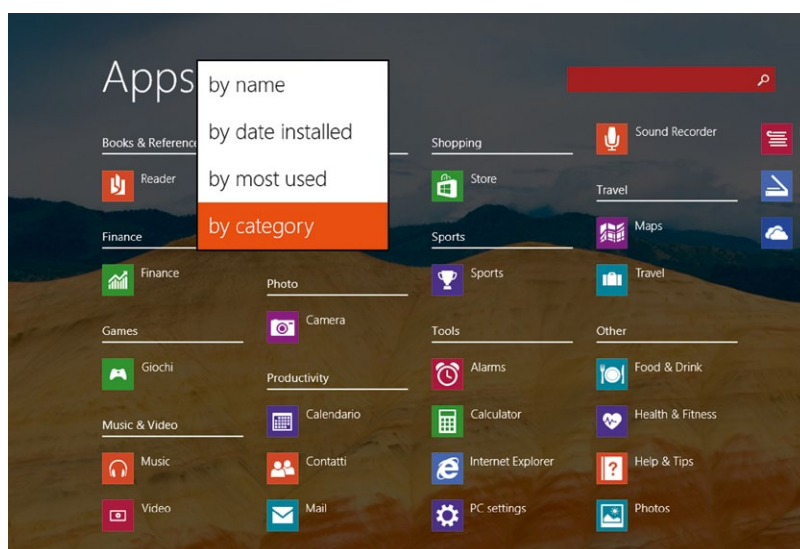 Apps
by name
by date installed
by most used
by category
Books & Reference
Reader
Finance
Finance
Games
Giochi
Music & Video
Music
Video
Photo
Camera
Productivity
Calendario
Contatti
Mail
Shopping
Store
Sports
Sports
Tools
Alarms
Calculator
Internet Explorer
PC settings
Sound Recorder
Travel
Maps
Travel
Other
Food & Drink
Health & Fitness
Help & Tips
Photos